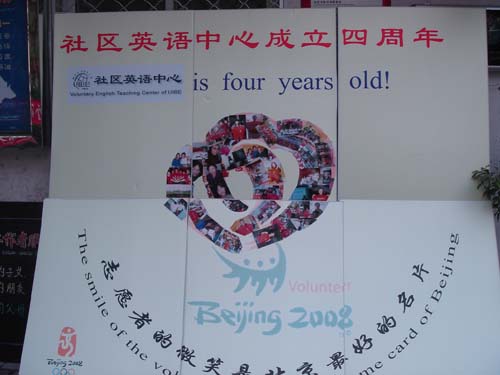 社区英语中心成立四周年
社区英语中心
Voluntary English Teaching Center of UIBE
is four years old!
Volunteer!
Beijing 2008
志愿者的微笑是北京最好的名片
The smile of the vo
me card of Beijing